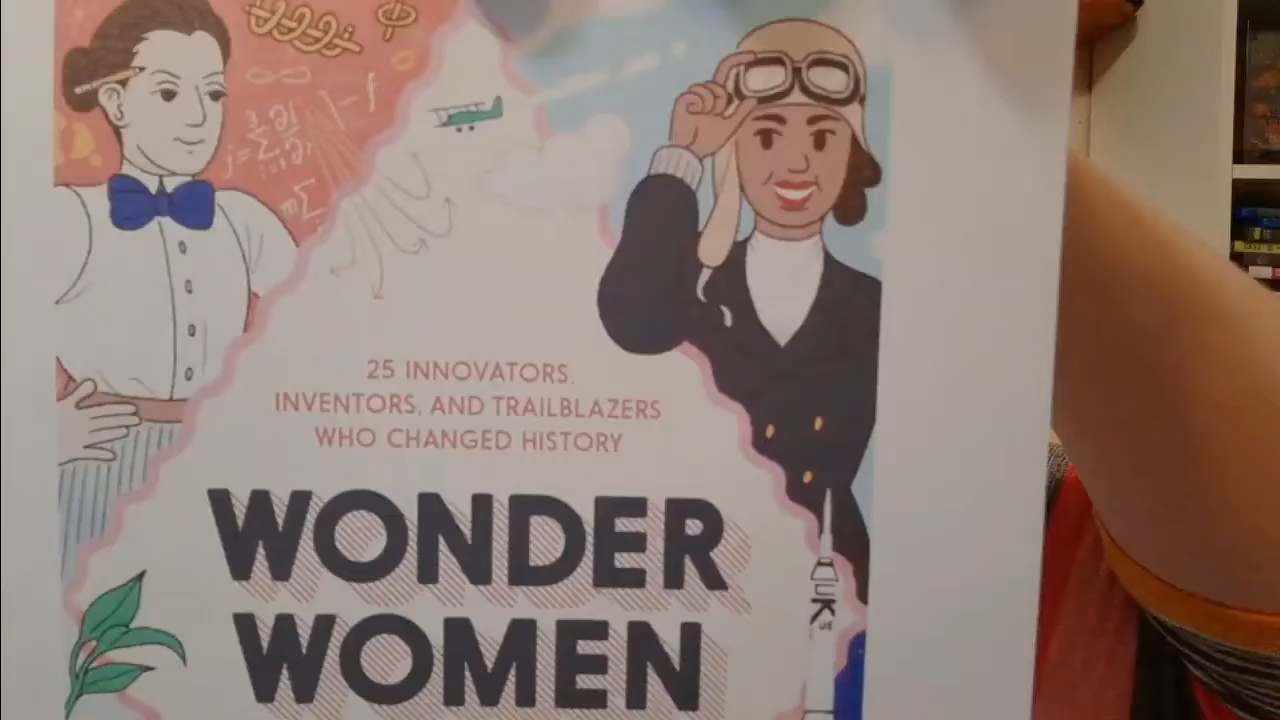 25 INNOVATORS,
INVENTORS, AND TRAILBLAZERS
WHO CHANGED HISTORY
WONDER
WOMEN